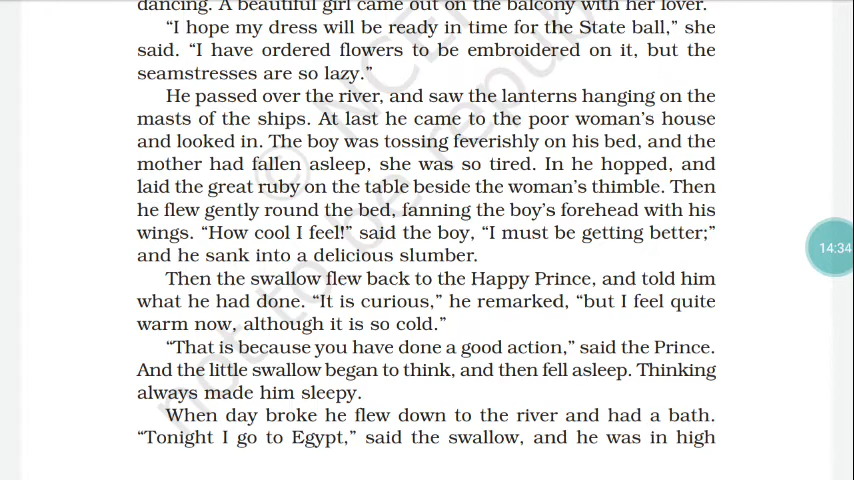 dancing. A beautiful girl came out on the balcony with her lover.
“I hope my dress will be ready in time for the State ball,” she
said. “I have ordered flowers to be embroidered on it, but the
seamstresses are so lazy.”
He passed over the river, and saw the lanterns hanging on the
masts of the ships. At last he came to the poor woman’s house
and looked in. The boy was tossing feverishly on his bed, and the
mother had fallen asleep, she was so tired. In he hopped, and
laid the great ruby on the table beside the woman’s thimble. Then
he flew gently round the bed, fanning the boy’s forehead with his
wings. “How cool I feel!” said the boy, “I must be getting better;”
and he sank into a delicious slumber.
Then the swallow flew back to the Happy Prince, and told him
what he had done. “It is curious,” he remarked, “but I feel quite
warm now, although it is so cold.”
“That is because you have done a good action,” said the Prince.
And the little swallow began to think, and then fell asleep. Thinking
always made him sleepy.
When day broke he flew down to the river and had a bath.
“Tonight I go to Egypt,” said the swallow, and he was in high
14:34
© NCE
not to be repub